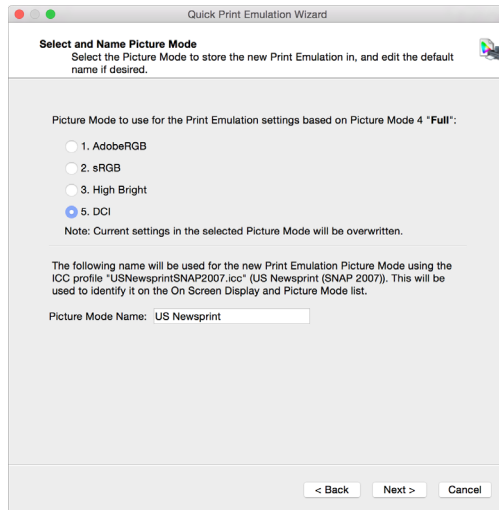 Quick Print Emulation Wizard
Select and Name Picture Mode
Select the Picture Mode to store the new Print Emulation in, and edit the default
name if desired.
Picture Mode to use for the Print Emulation settings based on Picture Mode 4 "Full":
1. AdobeRGB
2. sRGB
3. High Bright
5. DCI
Note: Current settings in the selected Picture Mode will be overwritten.
The following name will be used for the new Print Emulation Picture Mode using the
ICC profile "USNewsprintSNAP2007.icc" (US Newsprint (SNAP 2007)). This will be
used to identify it on the On Screen Display and Picture Mode list.
Picture Mode Name: US Newsprint
< Back Next > Cancel